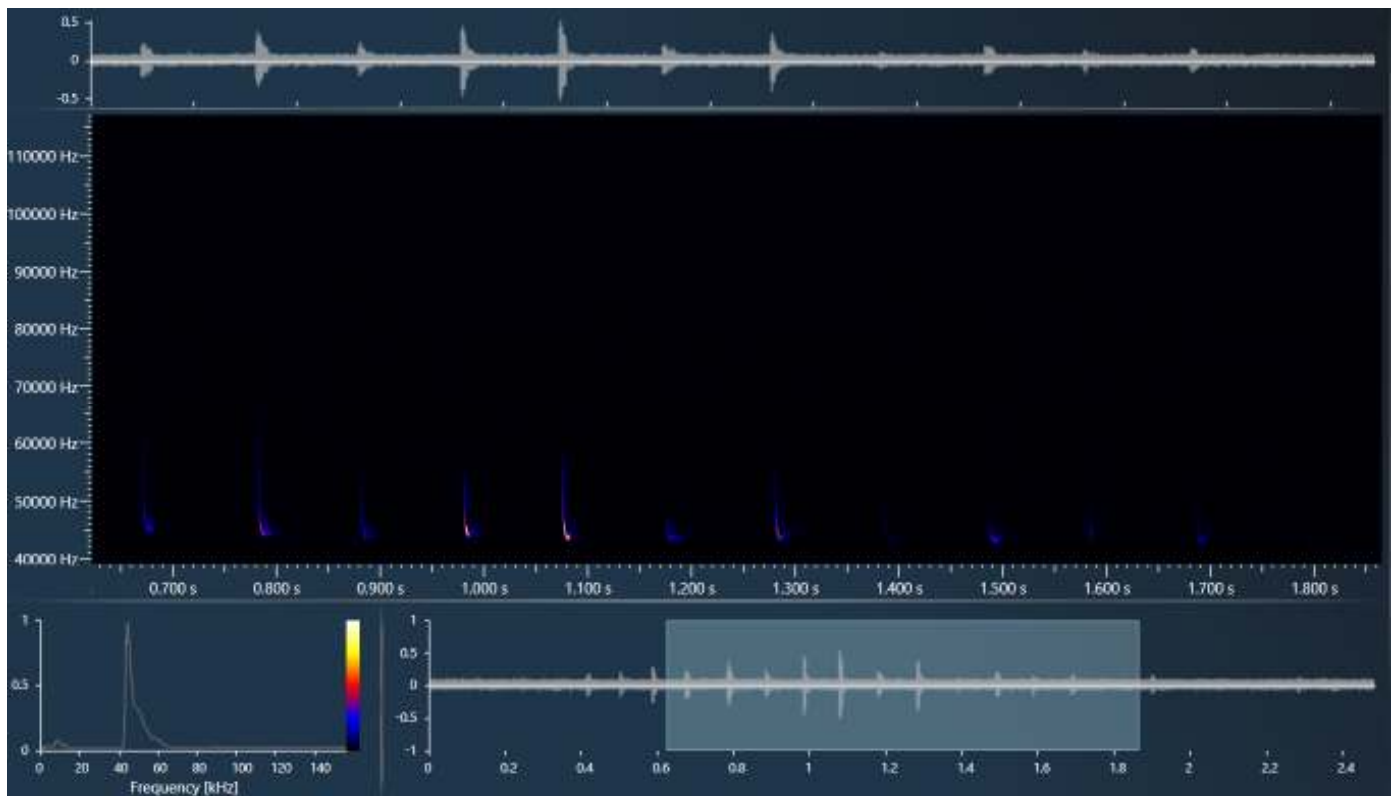 0.5
0
-0.5
110000 Hz
100000 Hz
90000 Hz
80000 Hz
70000 Hz
60000 Hz
50000 Hz
40000 Hz
0.700 s 0.800 s 0.900 s 1.000 s 1.100 s 1.200 s 1.300 s 1.400 s 1.500 s 1.600 s 1.700 s 1.800 s
1
0.5
0
0 20 40 60 80 100 120 140
Frequency [kHz]
1
0.5
0
-0.5
-1
0 0.2 0.4 0.6 0.8 1 1.2 1.4 1.6 1.8 2 2.2 2.4